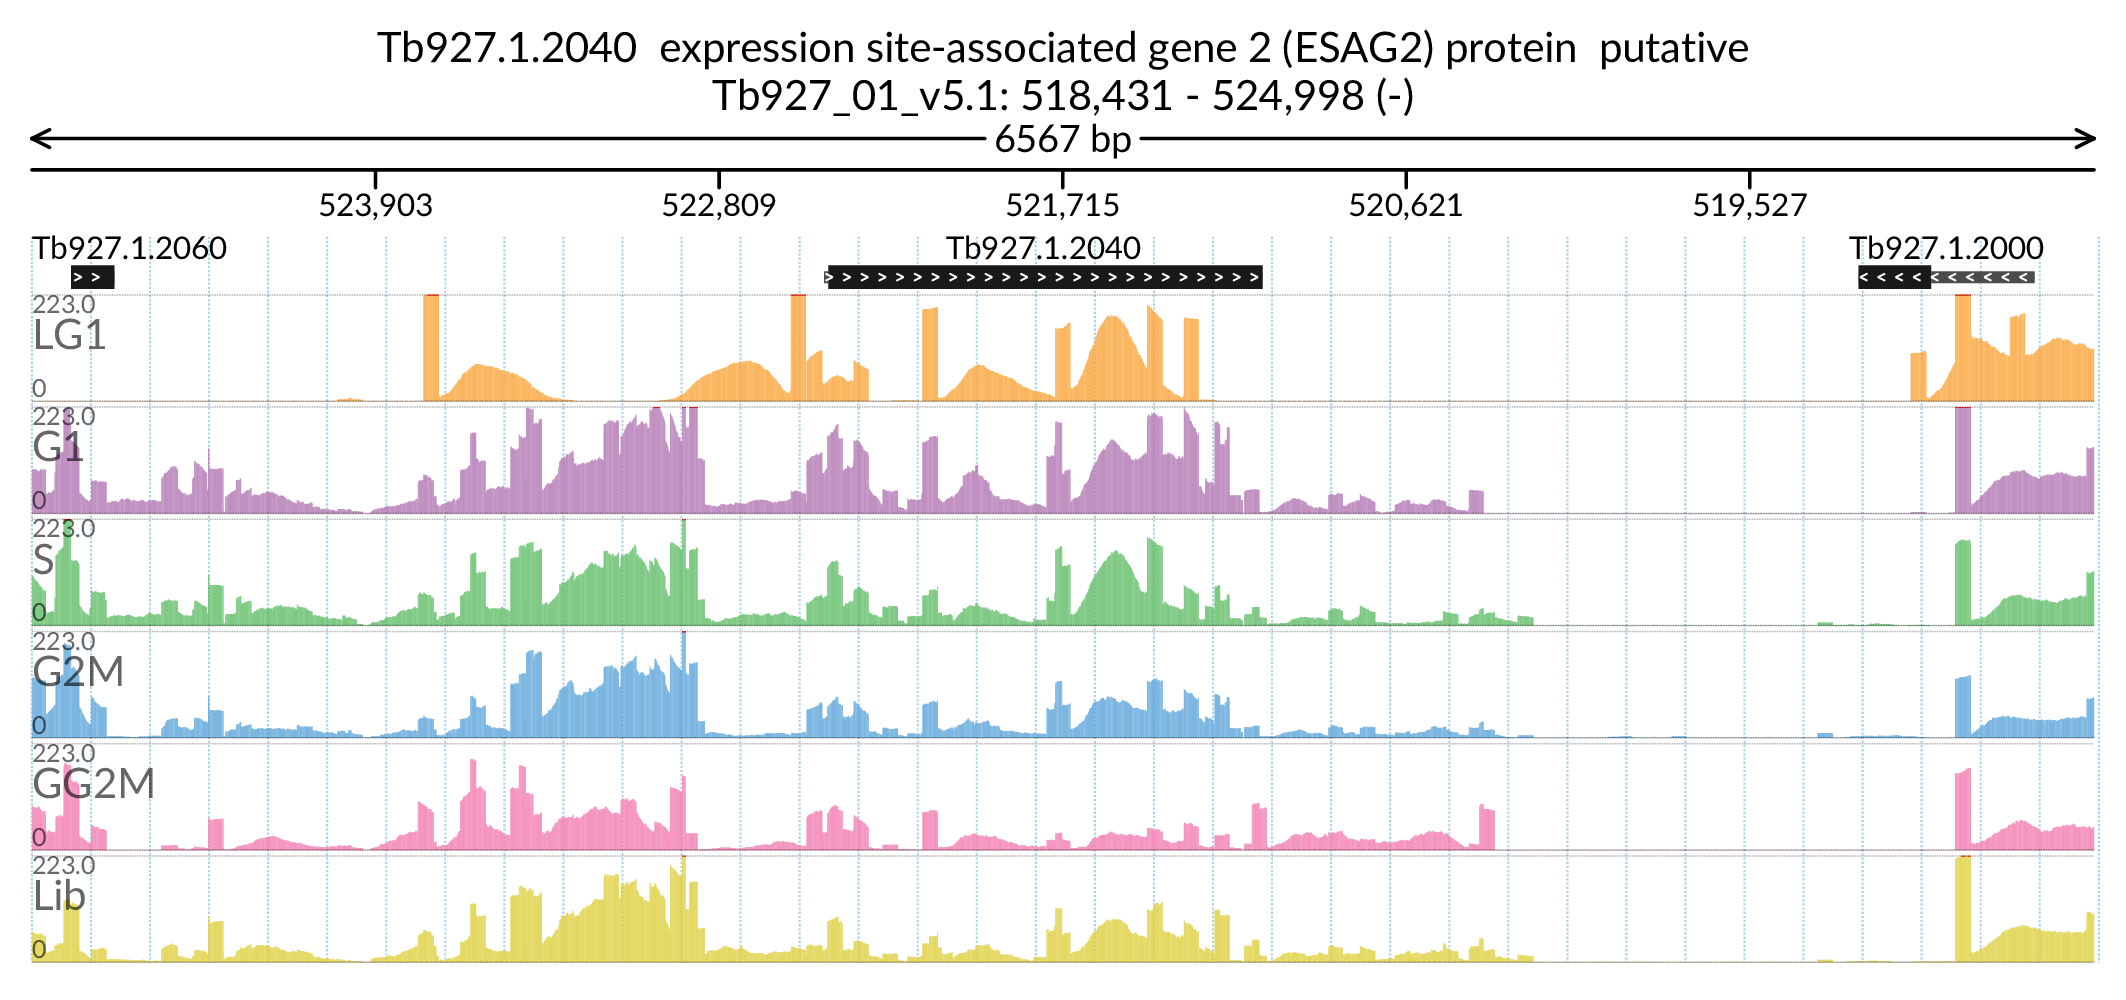 Tb927.1.2040  expression site-associated gene 2 (ESAG2) protein  putative
Tb927_01_v5.1: 518,431 - 524,998 (-)
6567 bp
523,903 522,809 521,715 520,621 519,527
Tb927.1.2060 Tb927.1.2040 Tb927.1.2000
223.0
LG1
0
223.0
G1
0
223.0
S
0
223.0
G2M
0
223.0
GG2M
0
223.0
Lib
0